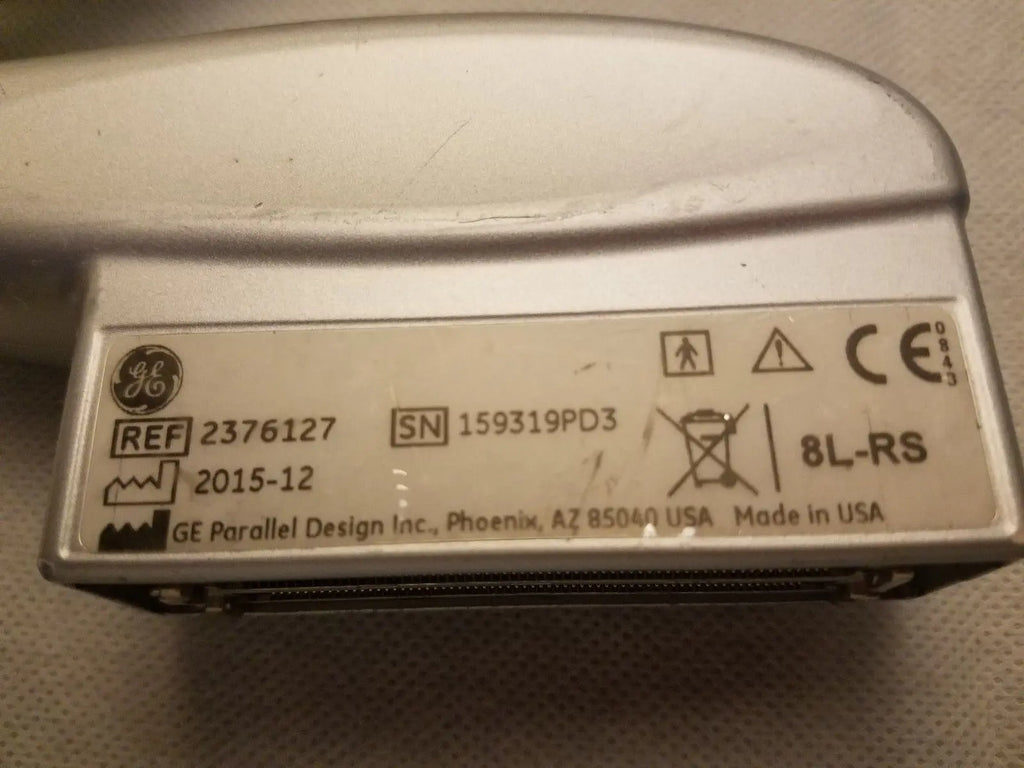 GE
CE 0843
REF 2376127 SN 159319PD3
8L-RS
2015-12
GE Parallel Design Inc., Phoenix, AZ 85040 USA Made in USA